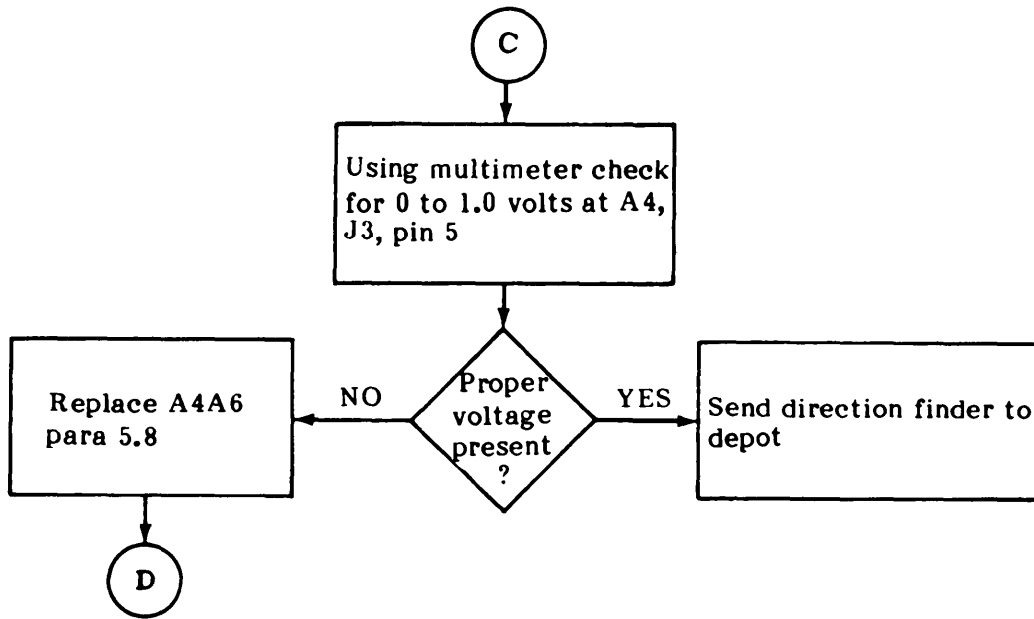 C
Using multimeter check
for 0 to 1.0 volts at A4,
J3, pin 5
Proper
voltage
present
?
NO
YES
Replace A4A6
para 5.8
Send direction finder to
depot
D